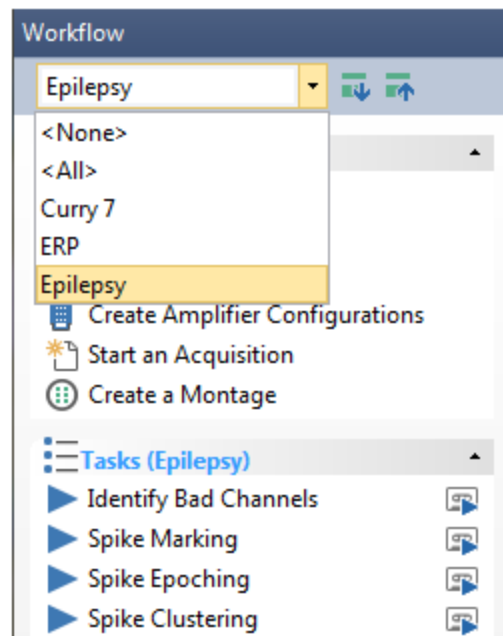 Workflow
Epilepsy
<None>
<All>
Curry 7
ERP
Epilepsy
Create Amplifier Configurations
Start an Acquisition
Create a Montage
Tasks (Epilepsy)
Identify Bad Channels
Spike Marking
Spike Epoching
Spike Clustering